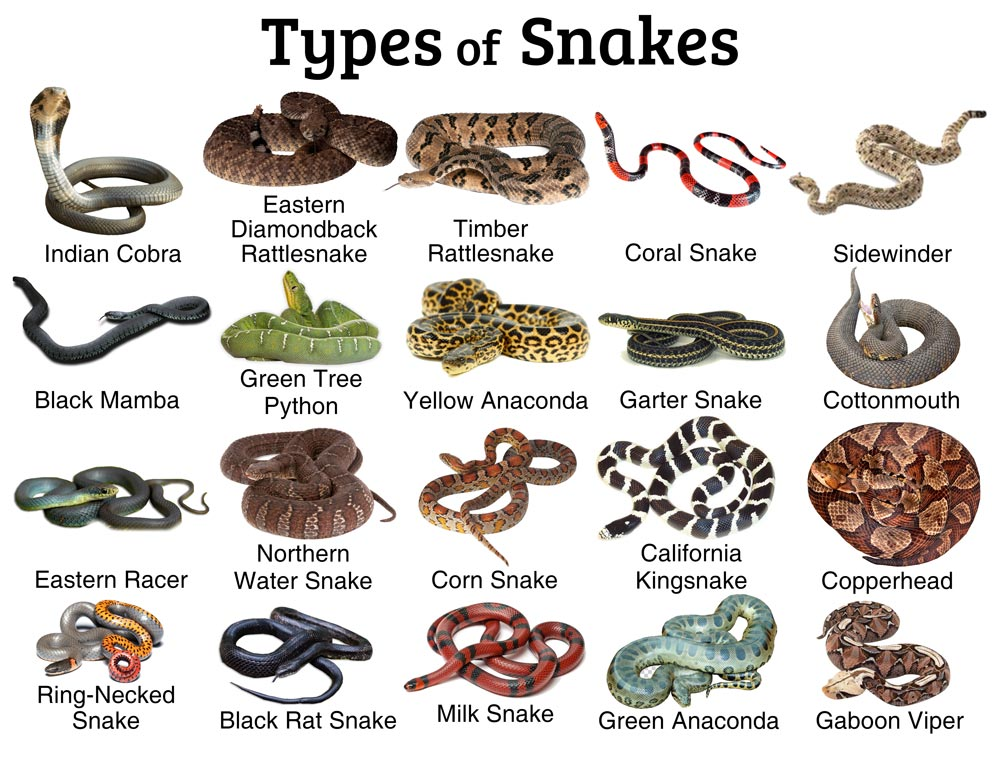 Types of Snakes
Indian Cobra
Eastern
Diamondback
Rattlesnake
Timber
Rattlesnake
Coral Snake
Sidewinder
Black Mamba
Green Tree
Python
Yellow Anaconda
Garter Snake
Cottonmouth
Eastern Racer
Northern
Water Snake
Corn Snake
California
Kingsnake
Copperhead
Ring-Necked
Snake
Black Rat Snake
Milk Snake
Green Anaconda
Gaboon Viper